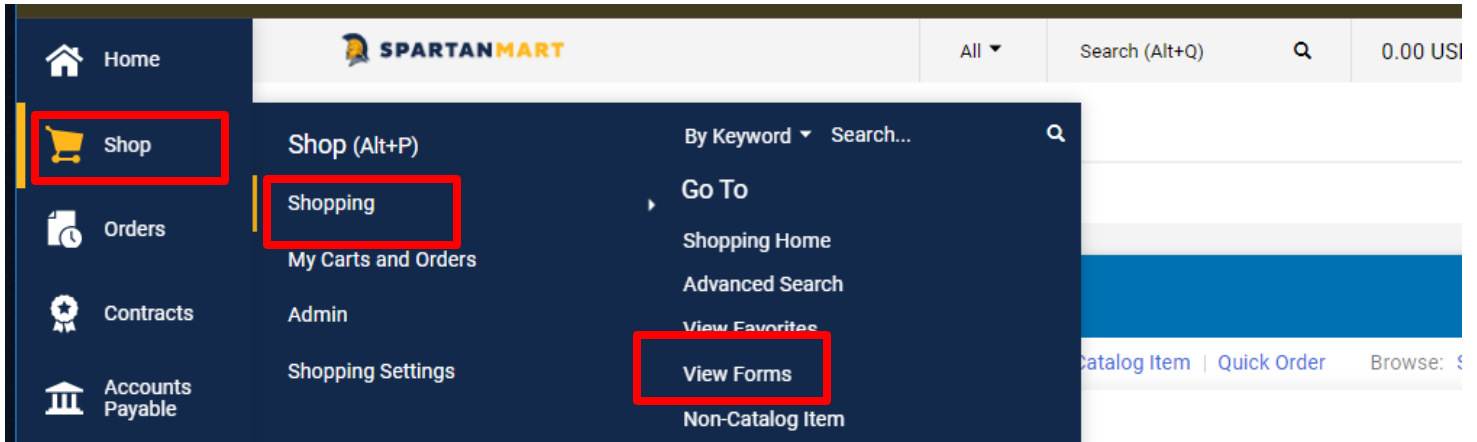 Home
SPARTANMART
All
Search (Alt+Q)
0.00 US
Shop
Shop (Alt+P)
By Keyword
Search...
Shopping
Go To
Orders
Shopping Home
My Carts and Orders
Advanced Search
Contracts
Admin
View Favorites
Shopping Settings
View Forms
Catalog Item | Quick Order
Browse: S
Accounts
Payable
Non-Catalog Item